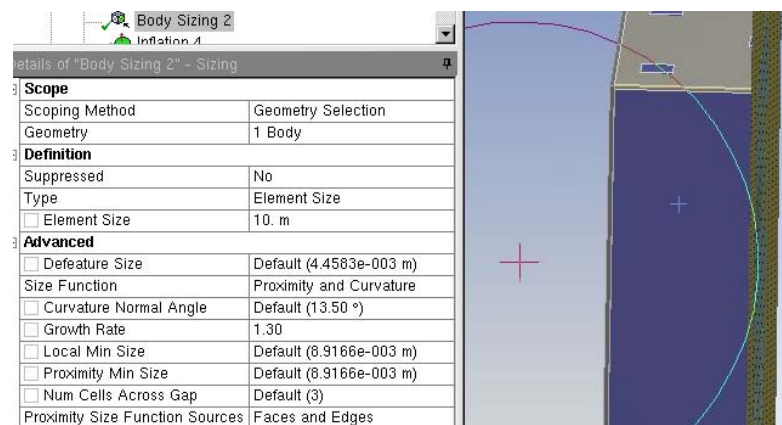 Body Sizing 2
Inflation 4
Details of "Body Sizing 2" - Sizing
Scope
Scoping Method Geometry Selection
Geometry 1 Body
Definition
Suppressed No
Type Element Size
Element Size 10. m
Advanced
Defeature Size Default (4.4583e-003 m)
Size Function Proximity and Curvature
Curvature Normal Angle Default (13.50 °)
Growth Rate 1.30
Local Min Size Default (8.9166e-003 m)
Proximity Min Size Default (8.9166e-003 m)
Num Cells Across Gap Default (3)
Proximity Size Function Sources Faces and Edges